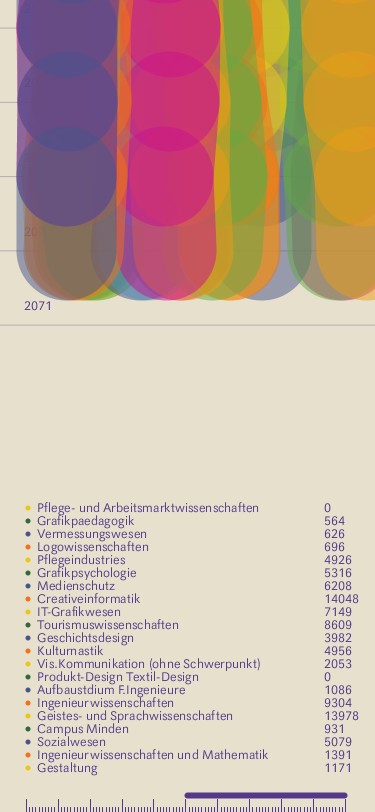 2071
Pflege- und Arbeitsmarktwissenschaften 0
Grafikpaedagogik 564
Vermessungswesen 626
Logowissenschaften 696
Pflegeindustries 4926
Grafikpsychologie 5316
Medienschutz 6208
Creativeinformatik 14048
IT-Grafikwesen 7149
Tourismuswissenschaften 8609
Geschichtsdesign 3982
Kulturnastik 4956
Vis.Kommunikation (ohne Schwerpunkt) 2053
Produkt-Design Textil-Design 0
Aufbaustdium F.Ingenieure 1086
Ingenieurwissenschaften 9304
Geistes- und Sprachwissenschaften 13978
Campus Minden 931
Sozialwesen 5079
Ingenieurwissenschaften und Mathematik 1391
Gestaltung 1171